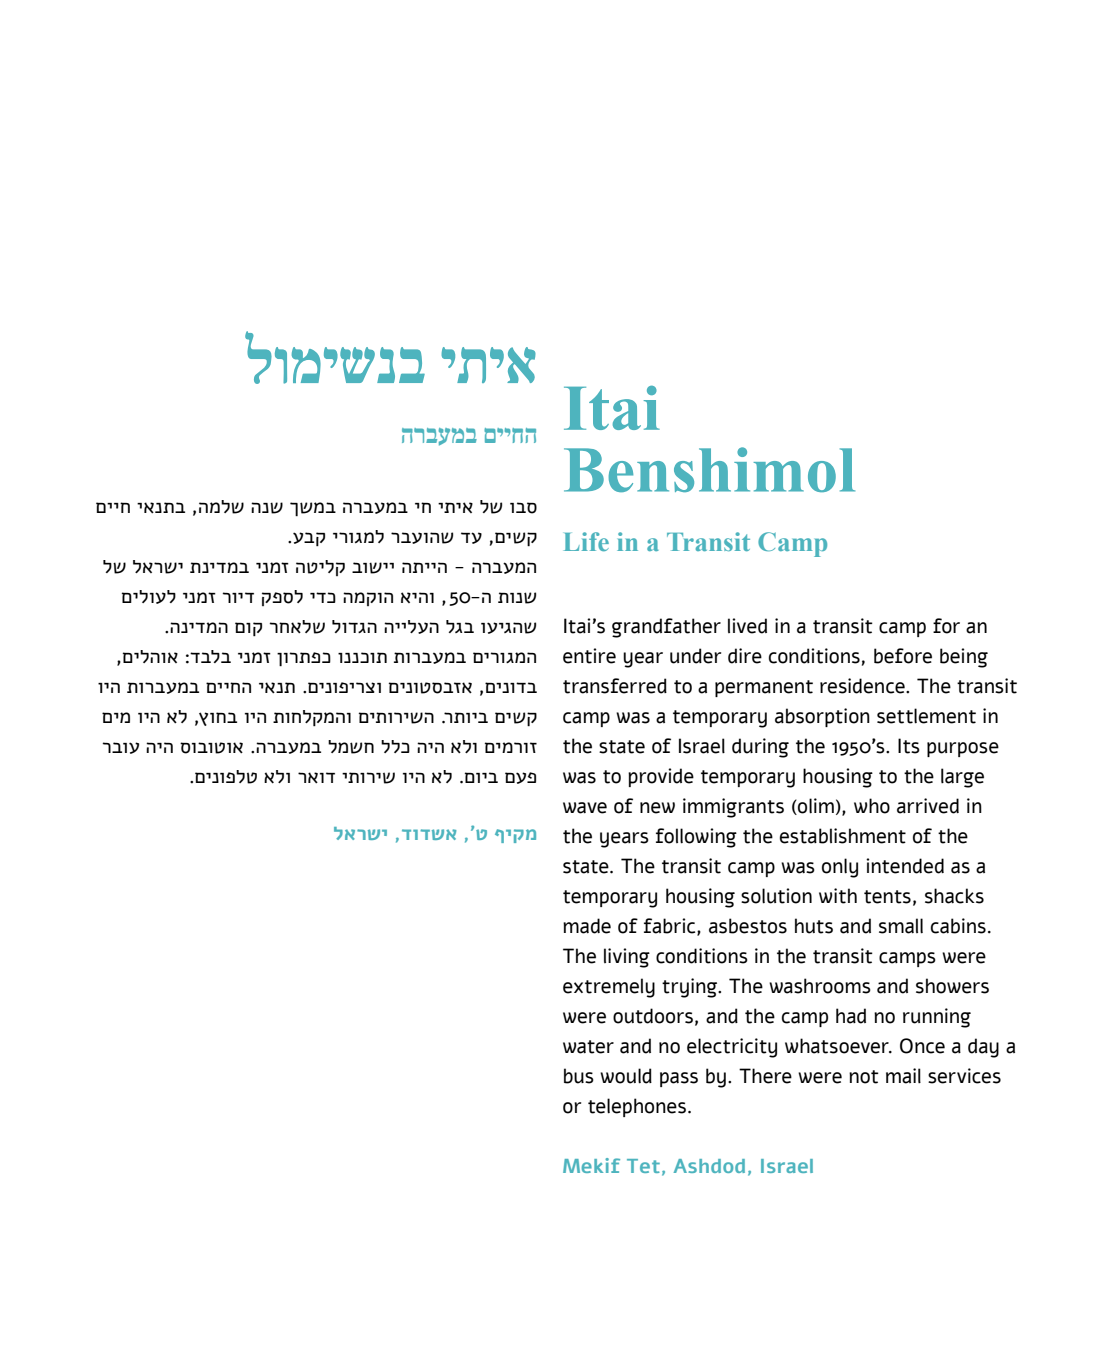 איתי בנשימול
החיים במעברה
סבו של איתי חי במעברה במשך שנה שלמה, בתנאי חיים
קשים, עד שהועבר למגורי קבע.
המעברה - הייתה יישוב קליטה זמני במדינת ישראל של
שנות ה-50, והיא הוקמה כדי לספק דיור זמני לעולים
שהגיעו בגל העלייה הגדול שלאחר קום המדינה.
המגורים במעברות תוכננו כפתרון זמני בלבד: אוהלים,
בדונים, אזבסטונים וצריפונים. תנאי החיים במעברות היו
קשים ביותר. השירותים והמקלחות היו בחוץ, לא היו מים
זורמים ולא היה כלל חשמל במעברה. אוטובוס היה עובר
פעם ביום. לא היו שירותי דואר ולא טלפונים.
מקיף ט', אשדוד, ישראל
Itai
Benshimol
Life in a Transit Camp
Itai's grandfather lived in a transit camp for an
entire year under dire conditions, before being
transferred to a permanent residence. The transit
camp was a temporary absorption settlement in
the state of Israel during the 1950's. Its purpose
was to provide temporary housing to the large
wave of new immigrants (olim), who arrived in
the years following the establishment of the
state. The transit camp was only intended as a
temporary housing solution with tents, shacks
made of fabric, asbestos huts and small cabins.
The living conditions in the transit camps were
extremely trying. The washrooms and showers
were outdoors, and the camp had no running
water and no electricity whatsoever. Once a day a
bus would pass by. There were not mail services
or telephones.
Mekif Tet, Ashdod, Israel